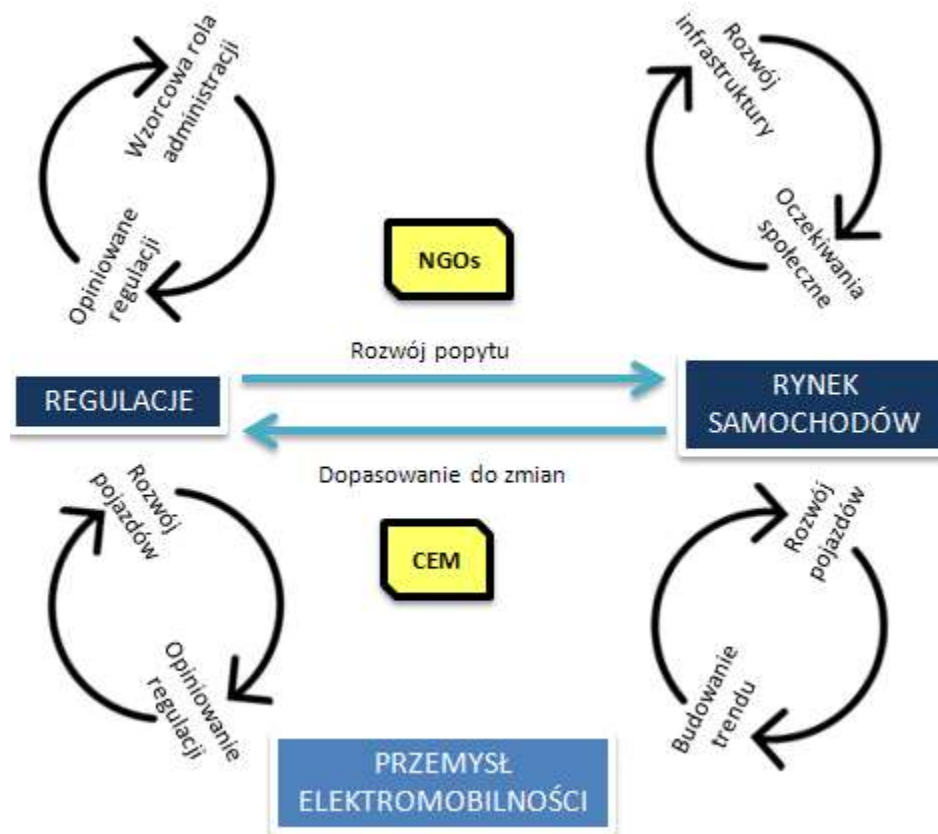 Wzorcowa rola
administracji
Opiniowane
regulacji
Rozwój
infrastruktury
Oczekiwania
społeczne
NGOs
Rozwój popytu
REGULACJE
RYNEK
SAMOCHODÓW
Dopasowanie do zmian
CEM
Rozwój
pojazdów
Opiniowanie
regulacji
Rozwój
pojazdów
Budowanie
trendu
PRZEMYSŁ
ELEKTROMOBILNOŚCI